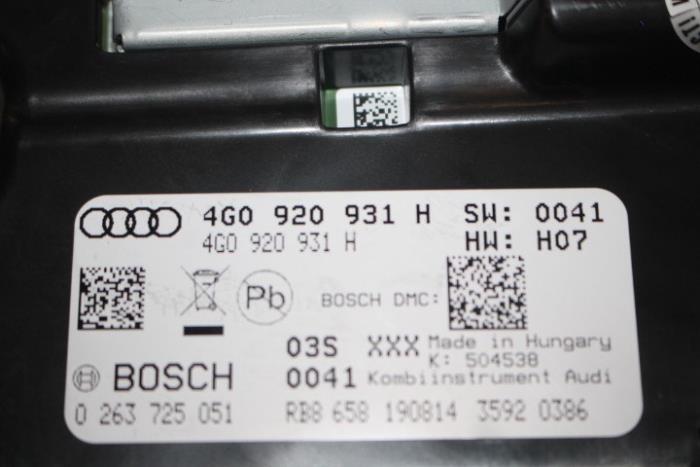 4G0 920 931 H SW: 0041
4G0 920 931 H HW: H07
Pb BOSCH DMC:
03S XXX Made in Hungary
K: 504538
BOSCH 0041 Kombiinstrument Audi
0 263 725 051 RB8 658 190814 3592 0386